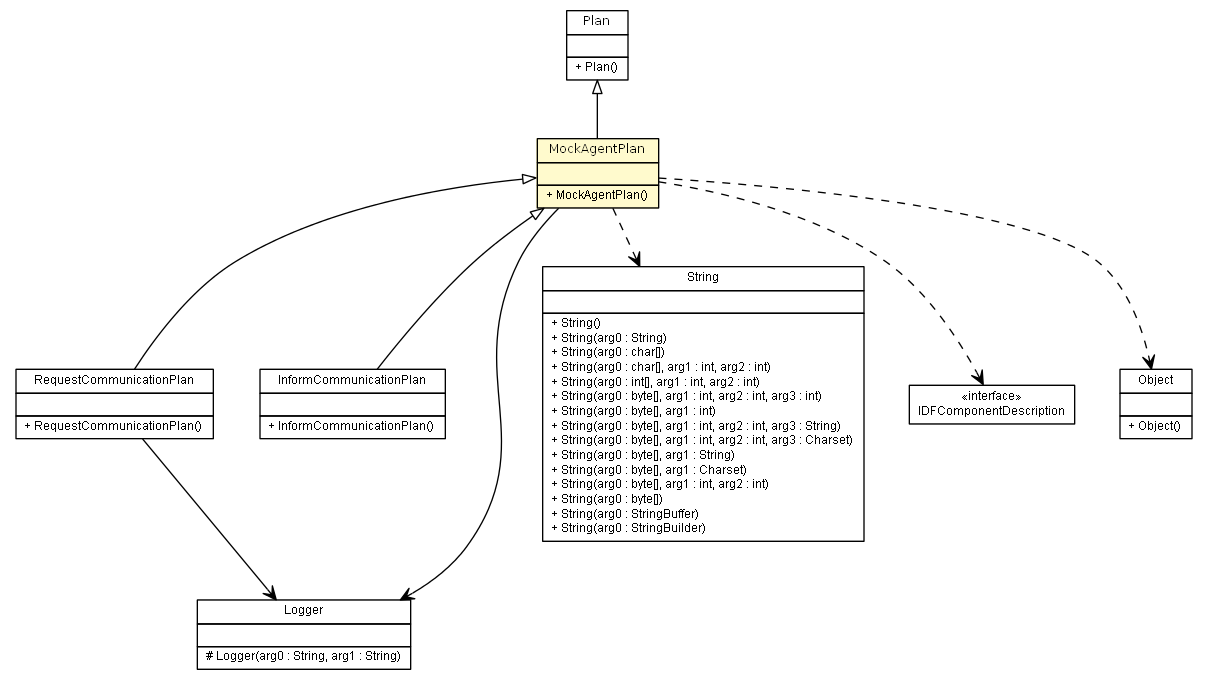 Plan
+ Plan()
MockAgentPlan
+ MockAgentPlan()
String
+ String()
+ String(arg0 : String)
+ String(arg0 : char[])
+ String(arg0 : char[], arg1 : int, arg2 : int)
+ String(arg0 : int[], arg1 : int, arg2 : int)
+ String(arg0 : byte[], arg1 : int, arg2 : int, arg3 : int)
+ String(arg0 : byte[], arg1 : int)
+ String(arg0 : byte[], arg1 : int, arg2 : int, arg3 : String)
+ String(arg0 : byte[], arg1 : int, arg2 : int, arg3 : Charset)
+ String(arg0 : byte[], arg1 : String)
+ String(arg0 : byte[], arg1 : Charset)
+ String(arg0 : byte[], arg1 : int, arg2 : int)
+ String(arg0 : byte[])
+ String(arg0 : StringBuffer)
+ String(arg0 : StringBuilder)
RequestCommunicationPlan
+ RequestCommunicationPlan()
InformCommunicationPlan
+ InformCommunicationPlan()
«interface»
IDFComponentDescription
Object
+ Object()
Logger
# Logger(arg0 : String, arg1 : String)